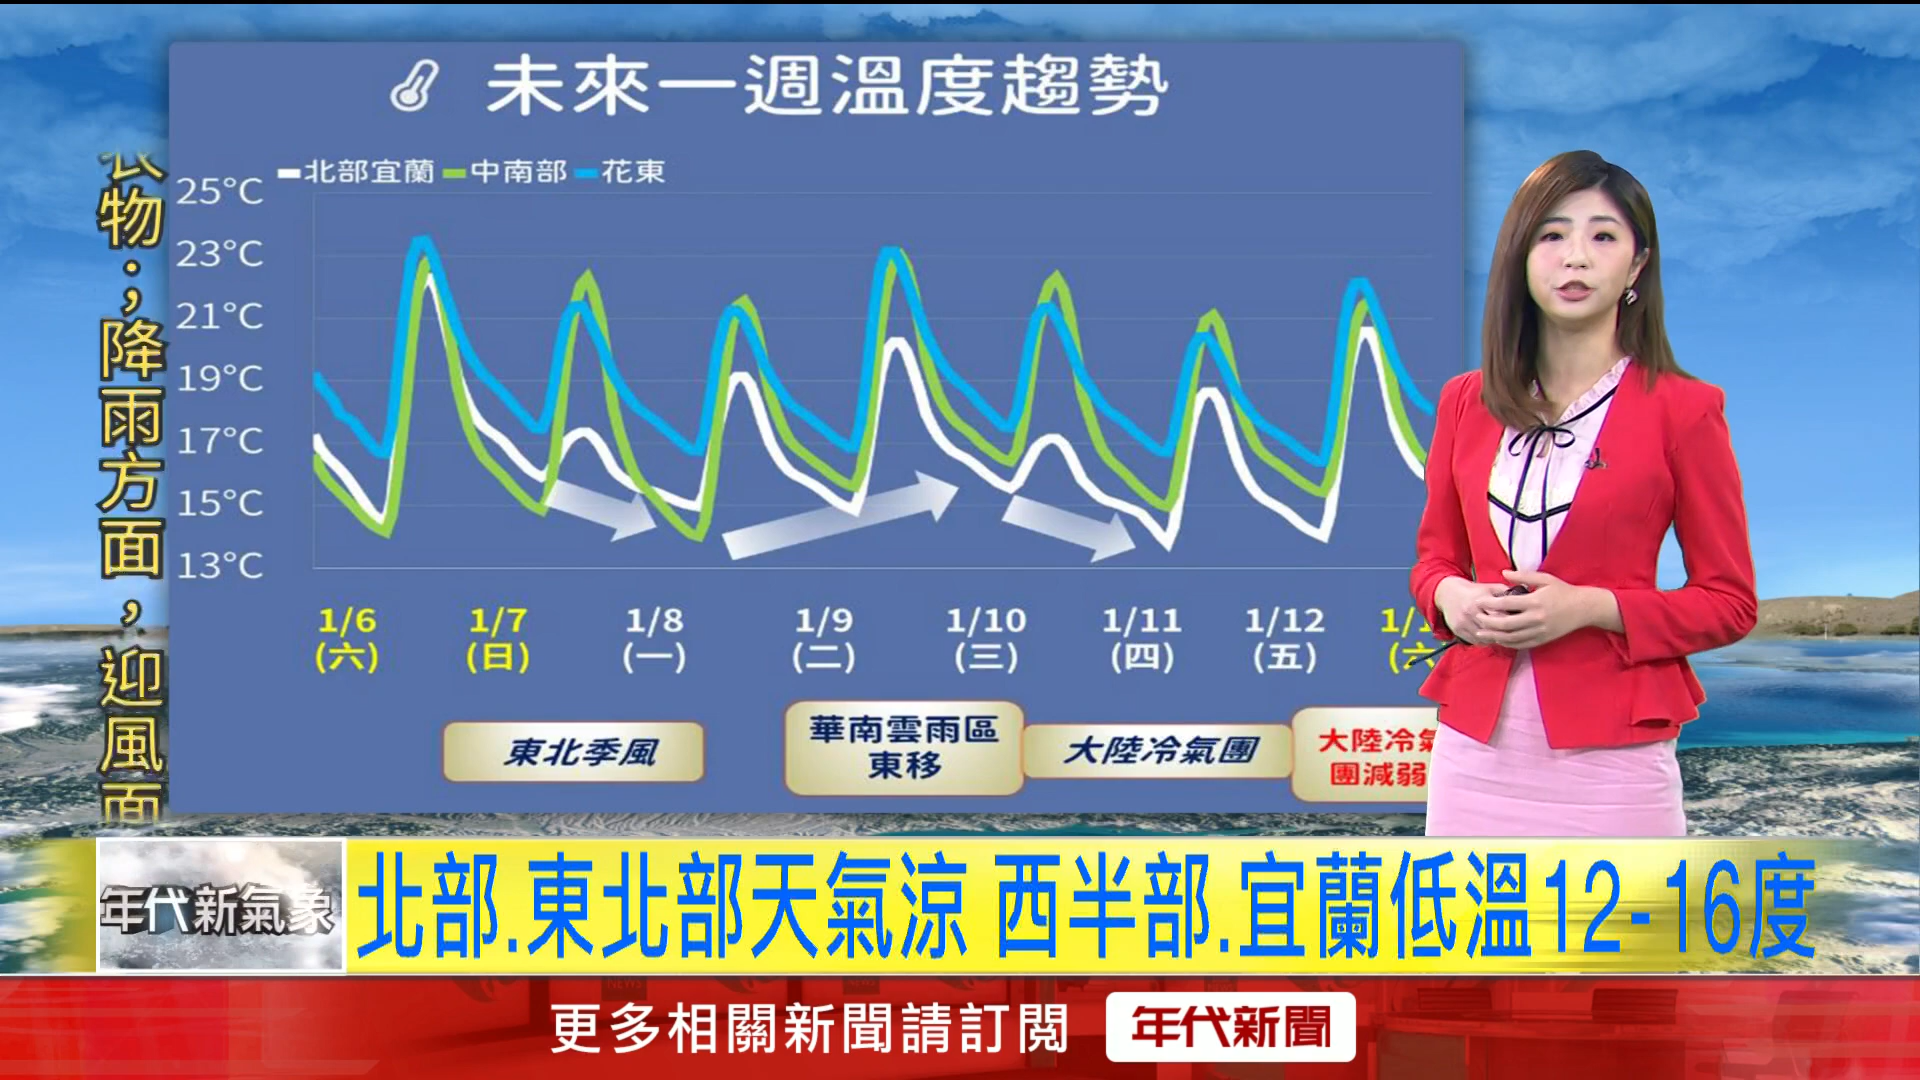 未來一週溫度趨勢
北部宜蘭 中南部 花東
25°C
23°C
21°C
19°C
17°C
15°C
13°C
1/6 1/7 1/8 1/9 1/10 1/11 1/12
(六) (日) (一) (二) (三) (四) (五)
東北季風
華南雲雨區
東移
大陸冷氣團
大陸冷氣
團減弱
衣物；降雨方面，迎風面
年代新氣象
北部.東北部天氣涼 西半部.宜蘭低溫12-16度
更多相關新聞請訂閱 年代新聞